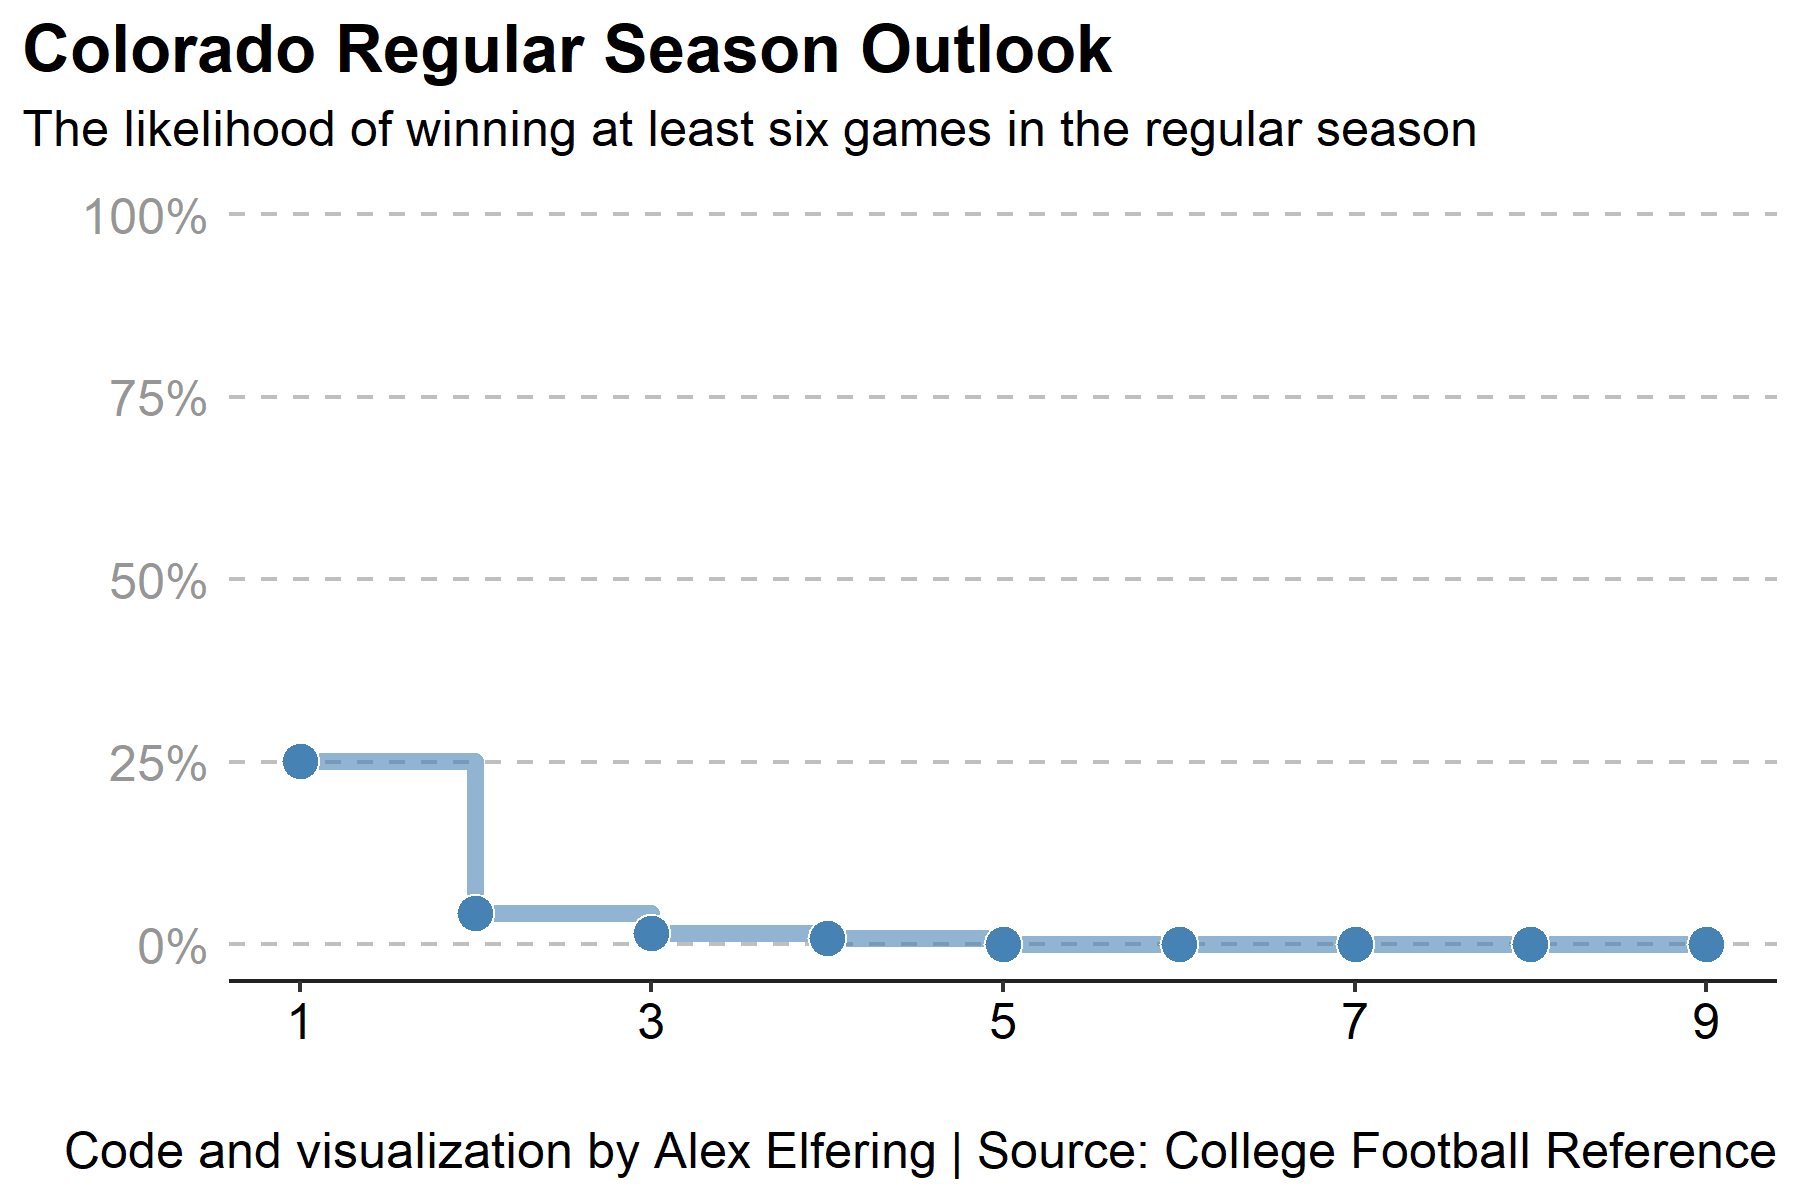 Colorado Regular Season Outlook
The likelihood of winning at least six games in the regular season
100%
75%
50%
25%
0%
1 3 5 7 9
Code and visualization by Alex Elfering | Source: College Football Reference